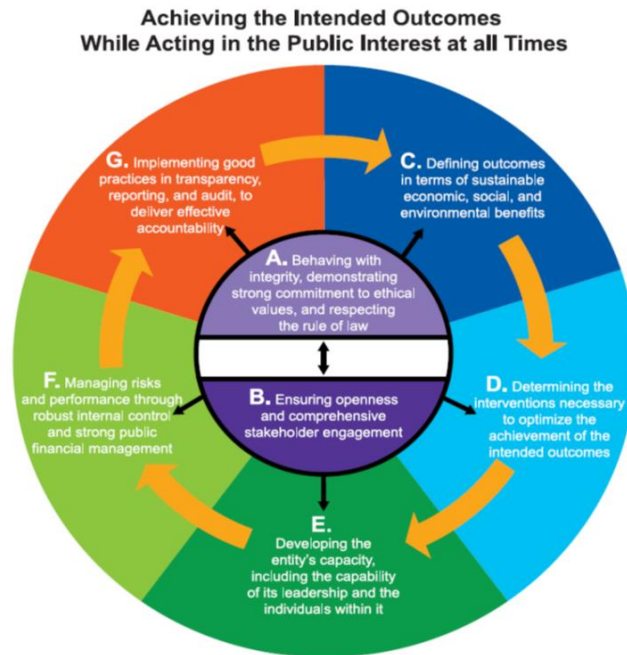 Achieving the Intended Outcomes
While Acting in the Public Interest at all Times
G. Implementing good
practices in transparency,
reporting, and audit, to
deliver effective
accountability
C. Defining outcomes
in terms of sustainable
economic, social, and
environmental benefits
A. Behaving with
integrity, demonstrating
strong commitment to ethical
values, and respecting
the rule of law
B. Ensuring openness
and comprehensive
stakeholder engagement
D. Determining the
interventions necessary
to optimize the
achievement of the
intended outcomes
E.
Developing the
entity's capacity,
including the capability
of its leadership and the
individuals within it
F. Managing risks
and performance through
robust internal control
and strong public
financial management